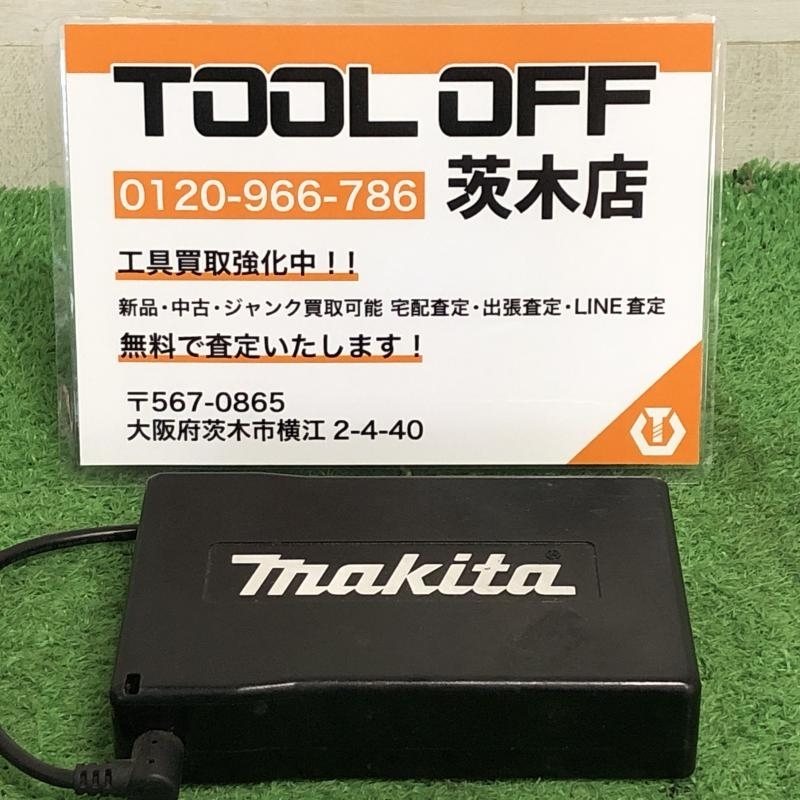 TOOL OFF
0120-966-786 茨木店
工具買取強化中！！
新品・中古・ジャンク買取可能 宅配査定・出張査定・LINE査定
無料で査定いたします！
〒567-0865
大阪府茨木市横江 2-4-40
T
makita®